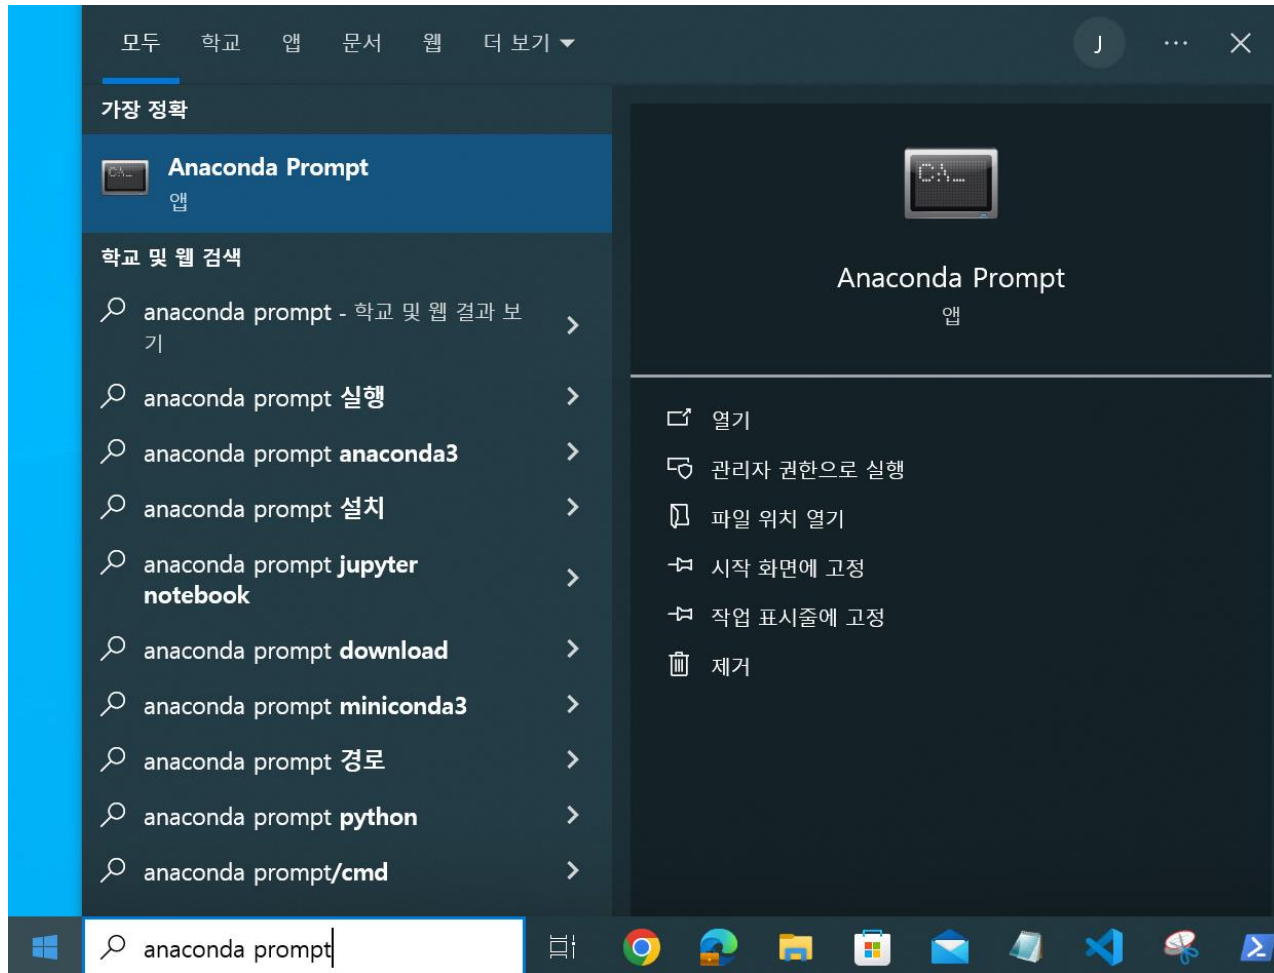 모두 학교 앱 문서 웹 더 보기
J
가장 정확
Anaconda Prompt
앱
학교 및 웹 검색
anaconda prompt - 학교 및 웹 결과 보
기
anaconda prompt 실행
anaconda prompt anaconda3
anaconda prompt 설치
anaconda prompt jupyter
notebook
anaconda prompt download
anaconda prompt miniconda3
anaconda prompt 경로
anaconda prompt python
anaconda prompt/cmd
C:\_
Anaconda Prompt
앱
열기
관리자 권한으로 실행
파일 위치 열기
시작 화면에 고정
작업 표시줄에 고정
제거
anaconda prompt